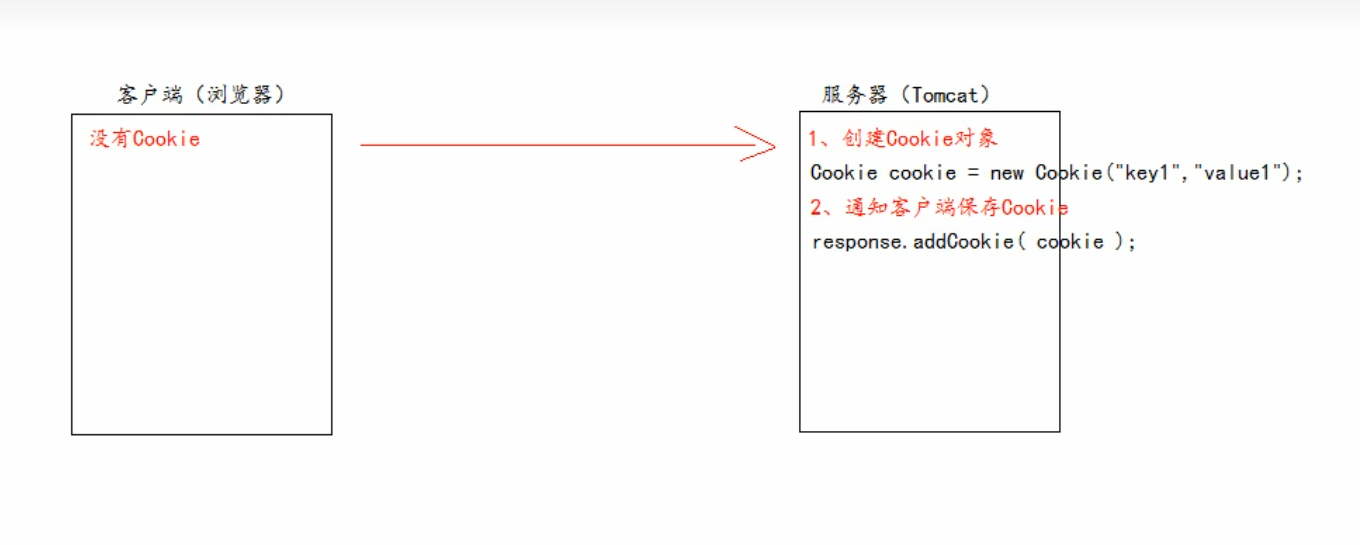 客户端（浏览器）
没有Cookie
服务器（Tomcat）
1、创建Cookie对象
Cookie cookie = new Cookie("key1","value1");
2、通知客户端保存Cookie
response.addCookie( cookie );